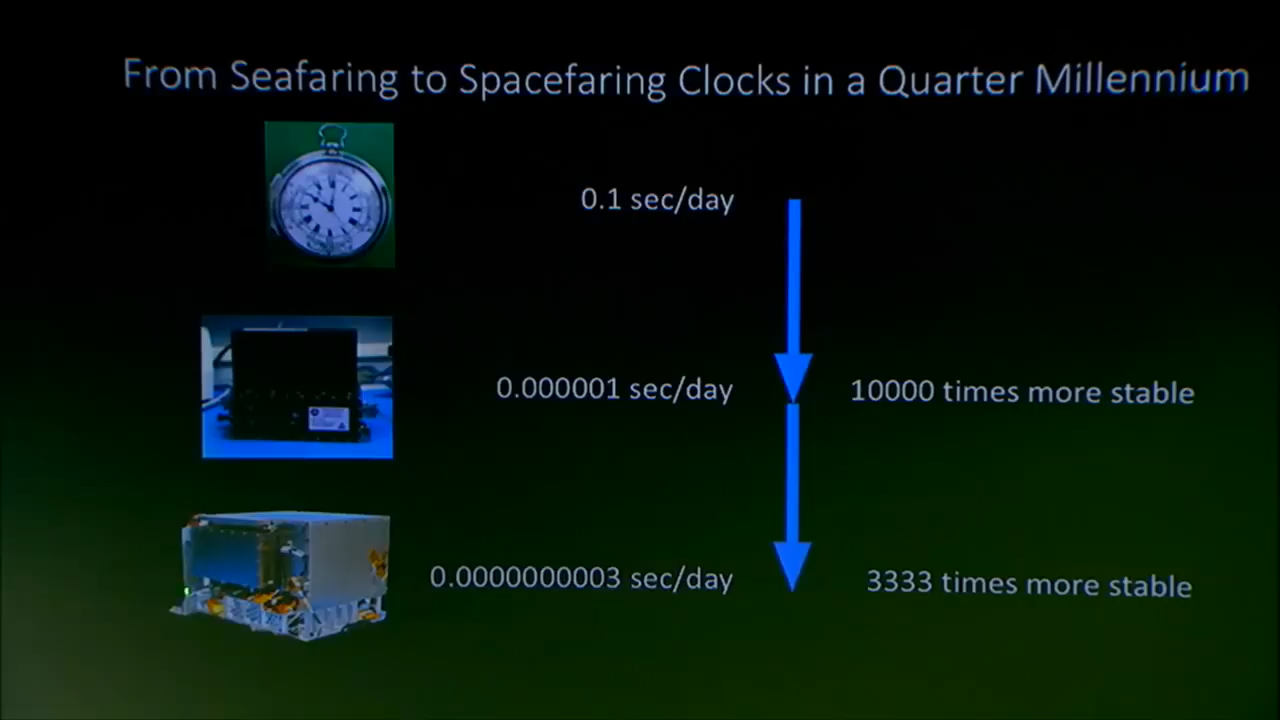 From Seafaring to Spacefaring Clocks in a Quarter Millennium
0.1 sec/day
0.000001 sec/day
10000 times more stable
0.0000000003 sec/day
3333 times more stable